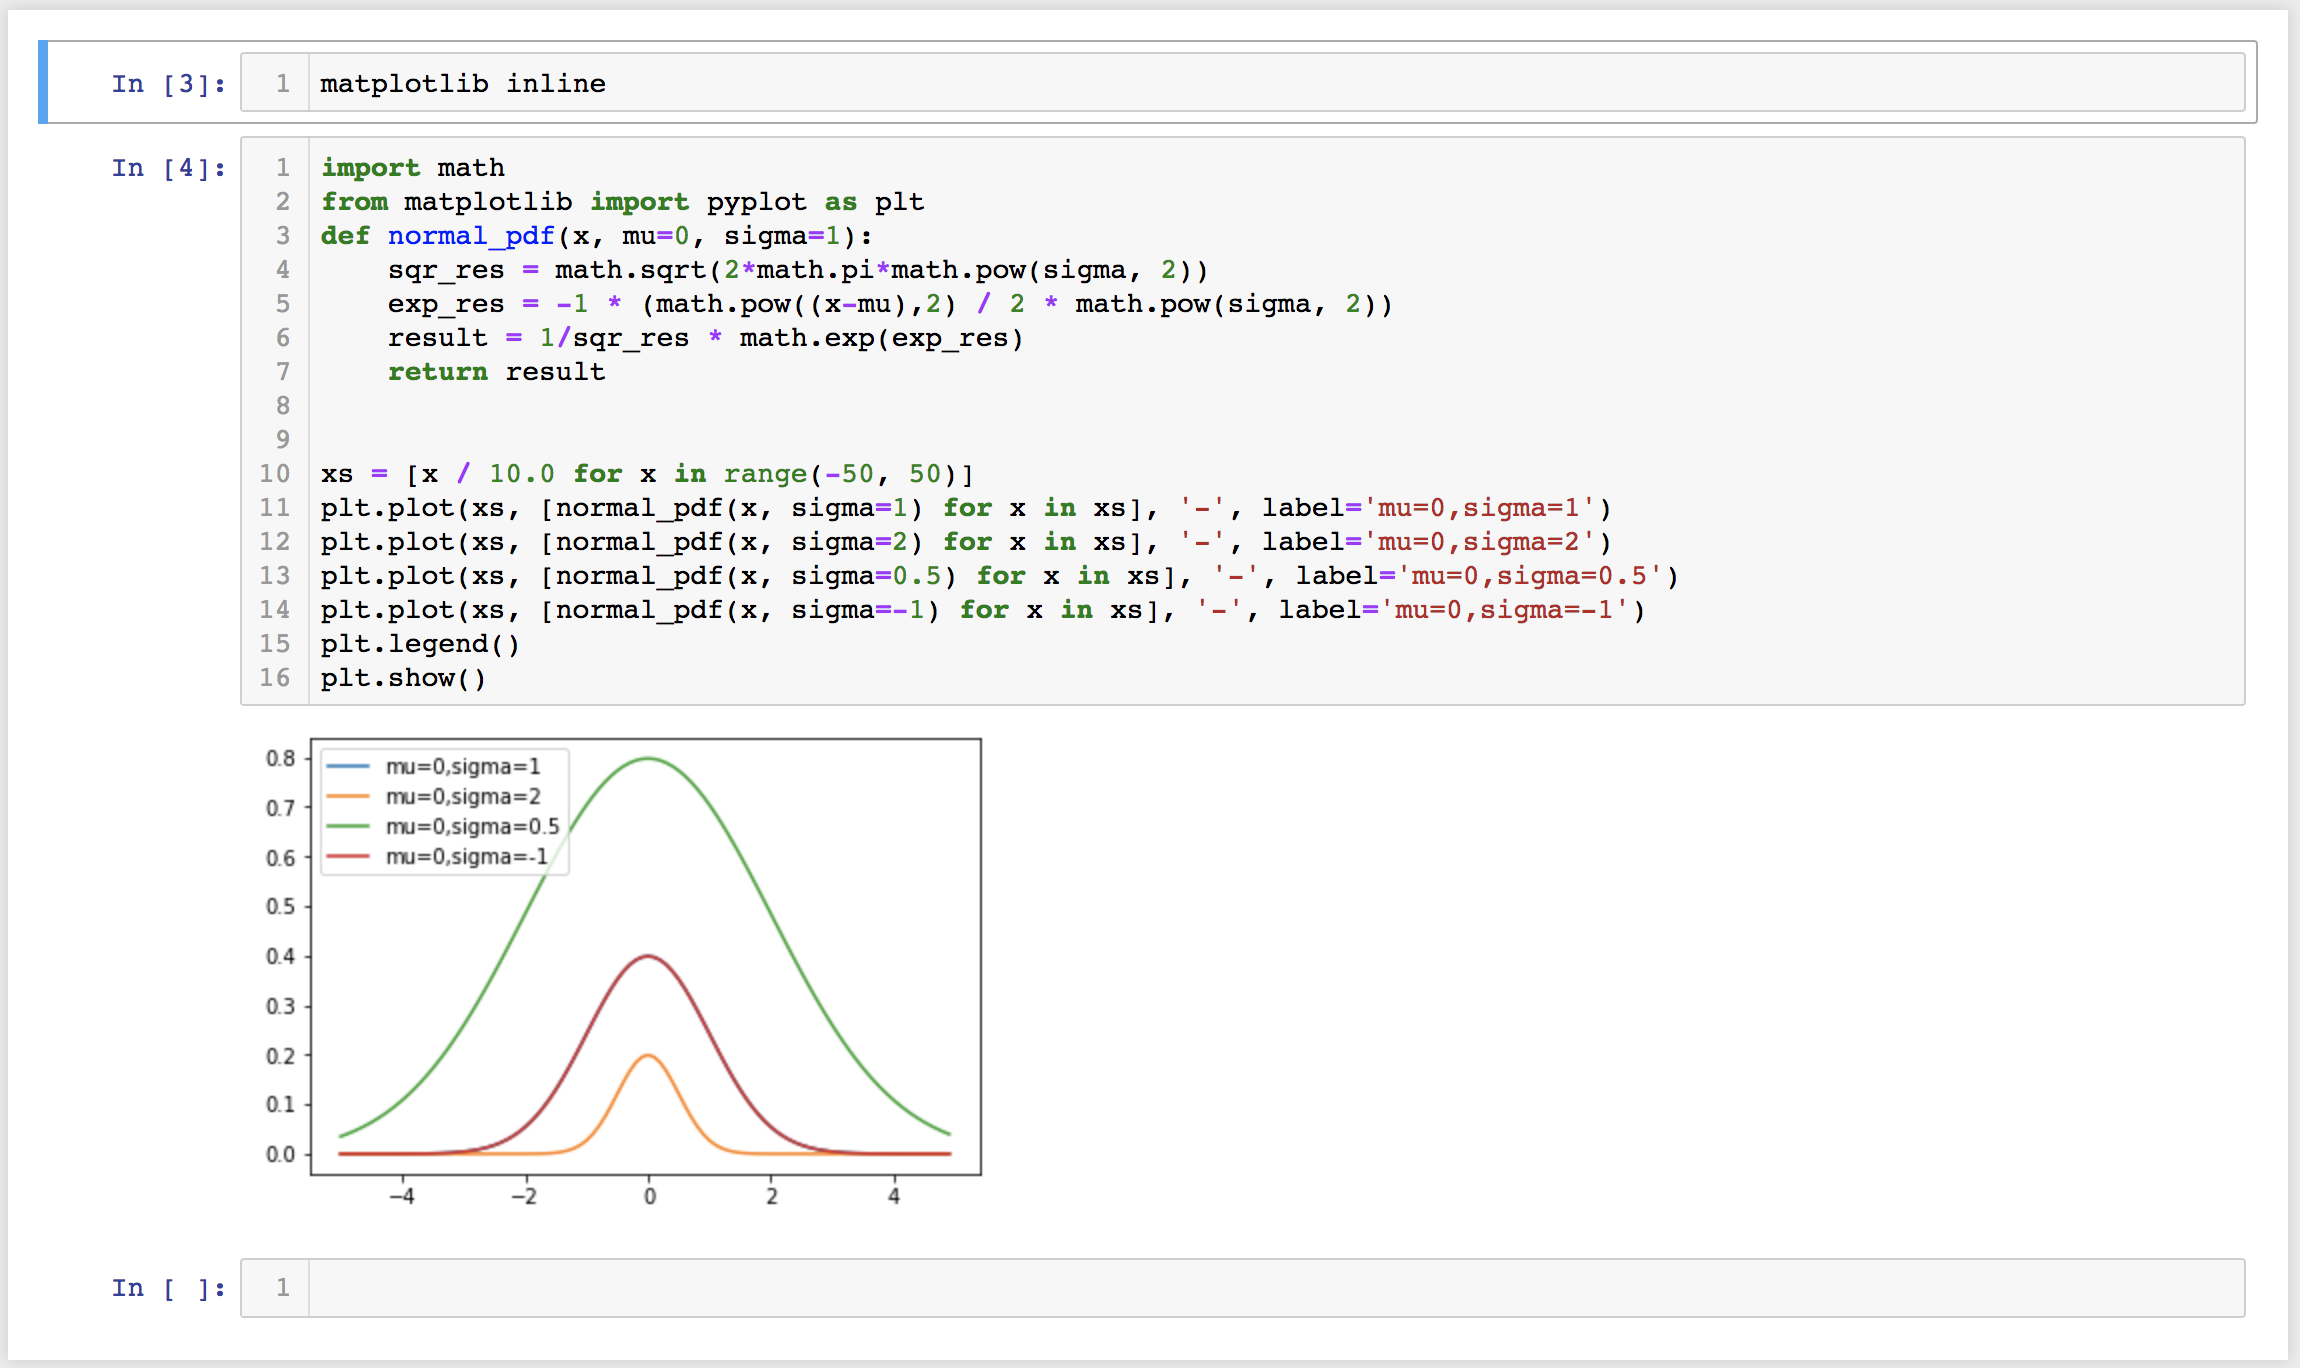 In [3]:
1 matplotlib inline
In [4]:
1 import math
2 from matplotlib import pyplot as plt
3 def normal_pdf(x, mu=0, sigma=1):
4     sqr_res = math.sqrt(2*math.pi*math.pow(sigma, 2))
5     exp_res = -1 * (math.pow((x-mu),2) / 2 * math.pow(sigma, 2))
6     result = 1/sqr_res * math.exp(exp_res)
7     return result
8
9
10 xs = [x / 10.0 for x in range(-50, 50)]
11 plt.plot(xs, [normal_pdf(x, sigma=1) for x in xs], '-', label='mu=0,sigma=1')
12 plt.plot(xs, [normal_pdf(x, sigma=2) for x in xs], '-', label='mu=0,sigma=2')
13 plt.plot(xs, [normal_pdf(x, sigma=0.5) for x in xs], '-', label='mu=0,sigma=0.5')
14 plt.plot(xs, [normal_pdf(x, sigma=-1) for x in xs], '-', label='mu=0,sigma=-1')
15 plt.legend()
16 plt.show()
0.8
0.7
0.6
0.5
0.4
0.3
0.2
0.1
0.0
mu=0,sigma=1
mu=0,sigma=2
mu=0,sigma=0.5
mu=0,sigma=-1
−4 −2 0 2 4
In [ ]:
1